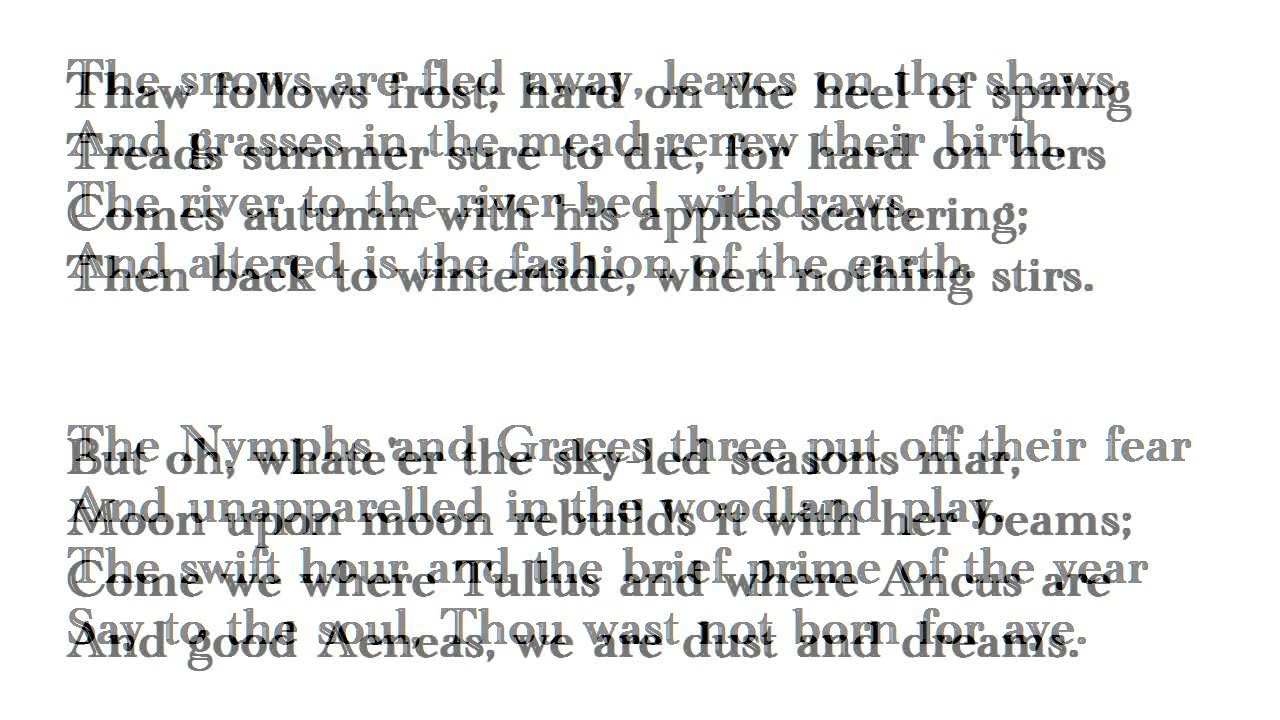 The snows are fled away, leaves on the shaws,
And grasses in the mead renew their birth,
The river to the river-bed withdraws,
And altered is the fashion of the earth.
The Nymphs and Graces three put off their fear
And unapparelled in the woodland play.
The swift hour and the brief prime of the year
Say to the soul, Thou wast not born for aye.
Thaw follows frost; hard on the heel of spring
Treads summer sure to die, for hard on hers
Comes autumn with his apples scattering;
Then back to wintertide, when nothing stirs.
But oh, whate'er the sky-led seasons mar,
Moon upon moon rebuilds it with her beams;
Come we where Tullus and where Ancus are
And good Aeneas, we are dust and dreams.